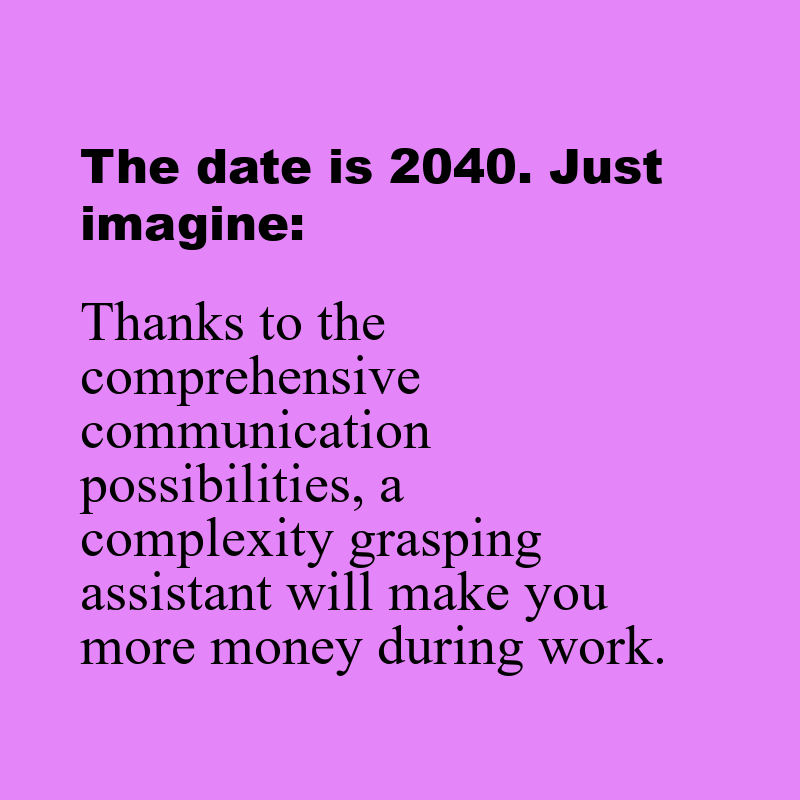 The date is 2040. Just
imagine:
Thanks to the
comprehensive
communication
possibilities, a
complexity grasping
assistant will make you
more money during work.